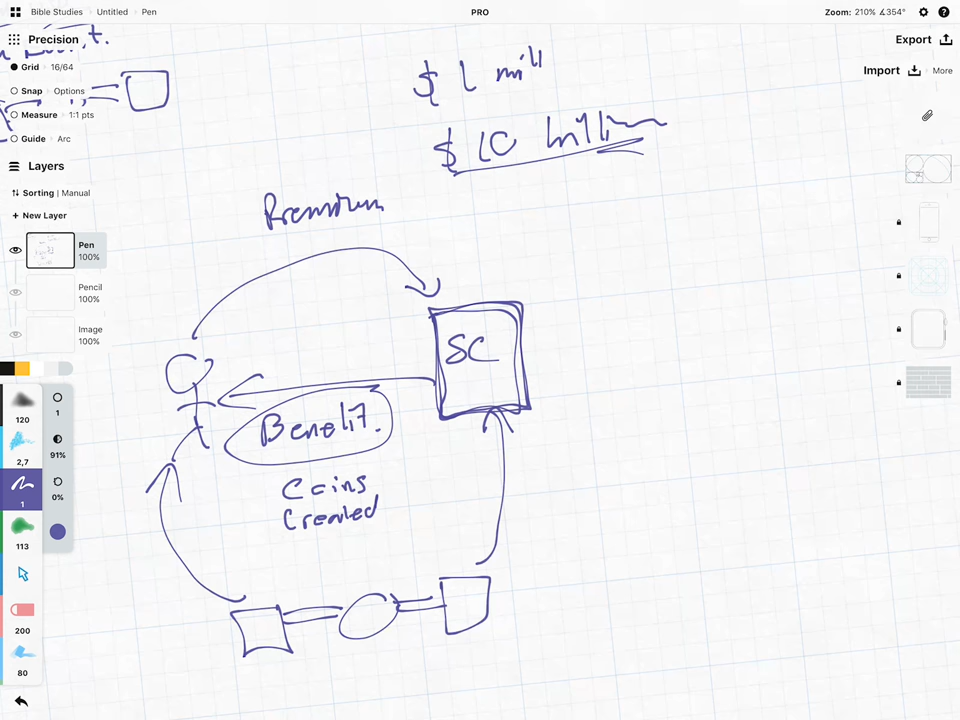 Bible Studies Untitled Pen
PRO
Zoom: 210% ∡354°
Precision
Export
Grid 16/64
Import More
Snap Options
Measure 1:1 pts
Guide Arc
Layers
Sorting | Manual
+ New Layer
Pen
100%
Pencil
100%
Image
100%
120
1
2,7
91%
1
0%
113
200
80
$ 1 mill
$ 10 million
Premium
SC
Benefit.
Coins
Created